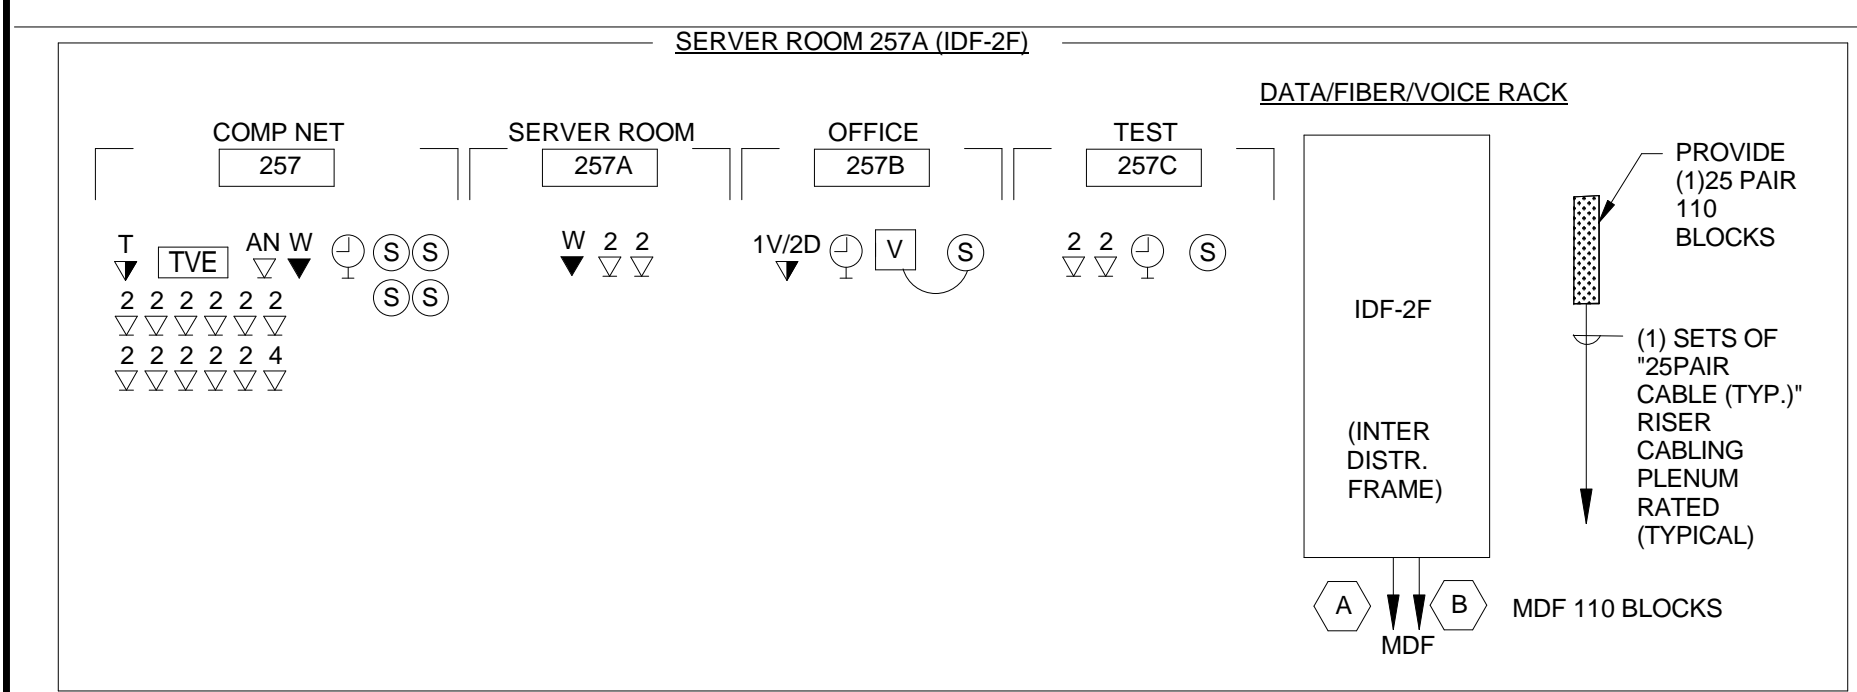 SERVER ROOM 257A (IDF-2F)
DATA/FIBER/VOICE RACK
COMP NET
257
SERVER ROOM
257A
OFFICE
257B
TEST
257C
T
TVE
AN W
S S
S S
2 2 2 2 2 2
2 2 2 2 2 4
W 2 2
1V/2D
V
S
2 2
S
IDF-2F
(INTER
DISTR.
FRAME)
PROVIDE
(1)25 PAIR
110
BLOCKS
(1) SETS OF
"25PAIR
CABLE (TYP.)"
RISER
CABLING
PLENUM
RATED
(TYPICAL)
A
B
MDF 110 BLOCKS
MDF